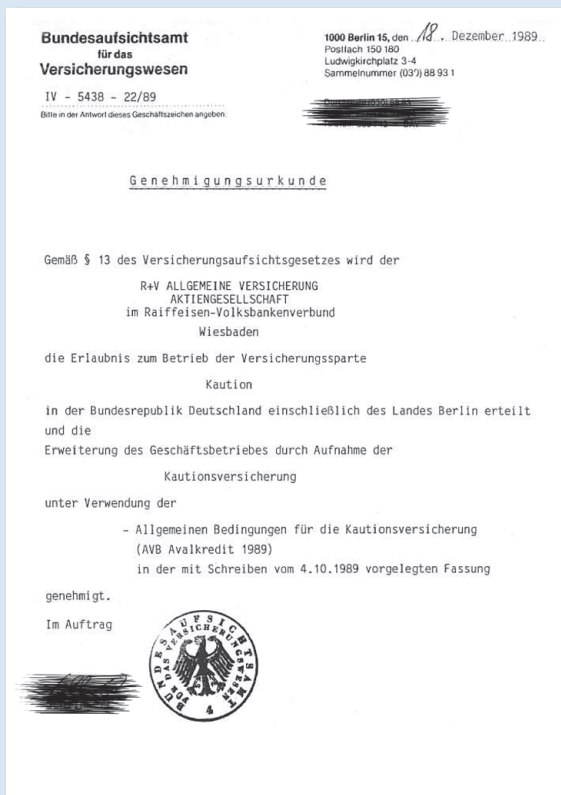 Bundesaufsichtsamt
für das
Versicherungswesen
IV - 5438 - 22/89
Bitte in der Antwort dieses Geschäftszeichen angeben.
1000 Berlin 15, den 18. Dezember 1989
Postfach 150 180
Ludwigkirchplatz 3-4
Sammelnummer (030) 88 93 1
Genehmigungsurkunde
Gemäß § 13 des Versicherungsaufsichtsgesetzes wird der
R+V ALLGEMEINE VERSICHERUNG
AKTIENGESELLSCHAFT
im Raiffeisen-Volksbankenverbund
Wiesbaden
die Erlaubnis zum Betrieb der Versicherungssparte
Kaution
in der Bundesrepublik Deutschland einschließlich des Landes Berlin erteilt
und die
Erweiterung des Geschäftsbetriebes durch Aufnahme der
Kautionsversicherung
unter Verwendung der
- Allgemeinen Bedingungen für die Kautionsversicherung
(AVB Avalkredit 1989)
in der mit Schreiben vom 4.10.1989 vorgelegten Fassung
genehmigt.
Im Auftrag
BUNDESAUFSICHTSAMT
FÜR DAS VERSICHERUNGSWESEN
4